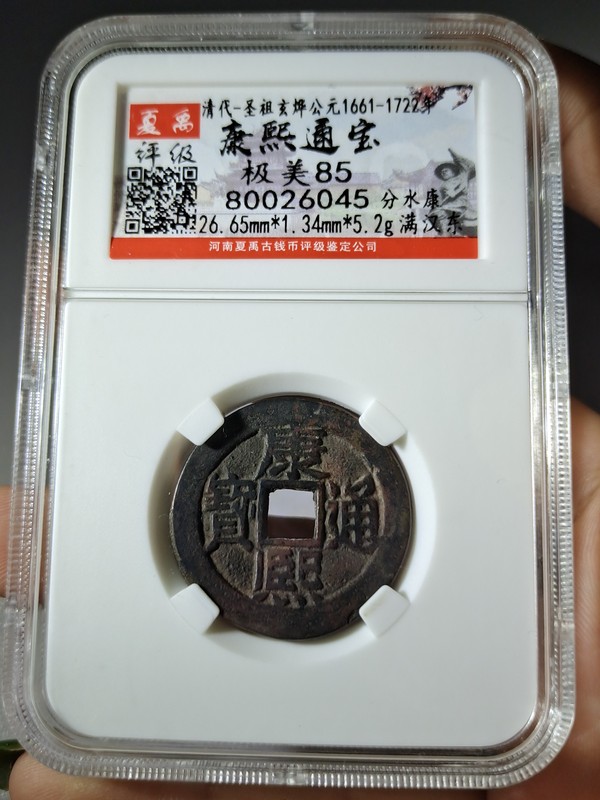 清代-圣祖玄烨公元1661-1722年
夏禹
评级
康熙通宝
极美85
80026045 分水康
26.65mm*1.34mm*5.2g 满汉东
河南夏禹古钱币评级鉴定公司
康熙通寶